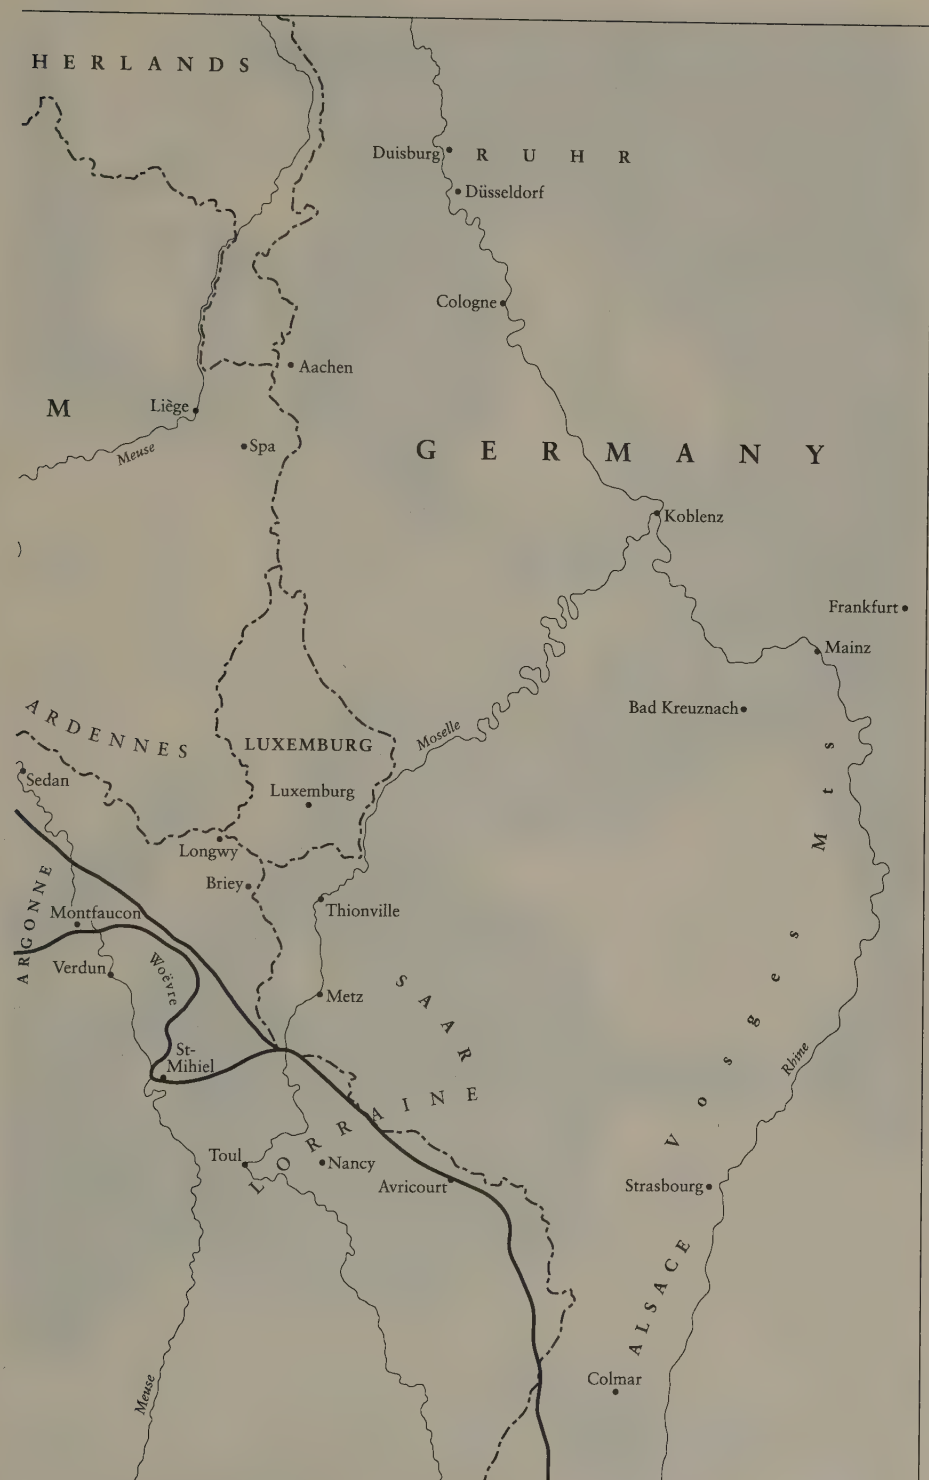 HERLANDS
Duisburg
RUHR
Düsseldorf
Cologne
Aachen
M
Liège
Meuse
Spa
GERMANY
Koblenz
)
Frankfurt
Mainz
Bad Kreuznach
ARDENNES
Moselle
LUXEMBURG
Sedan
Luxemburg
Longwy
Briey
ARGONNE
Montfaucon
Thionville
Verdun
Woëvre
Metz
SAAR
St-
Mihiel
Vosges Mts
Rhine
LORRAINE
Toul
Nancy
Avricourt
Strasbourg
ALSACE
Colmar
Meuse